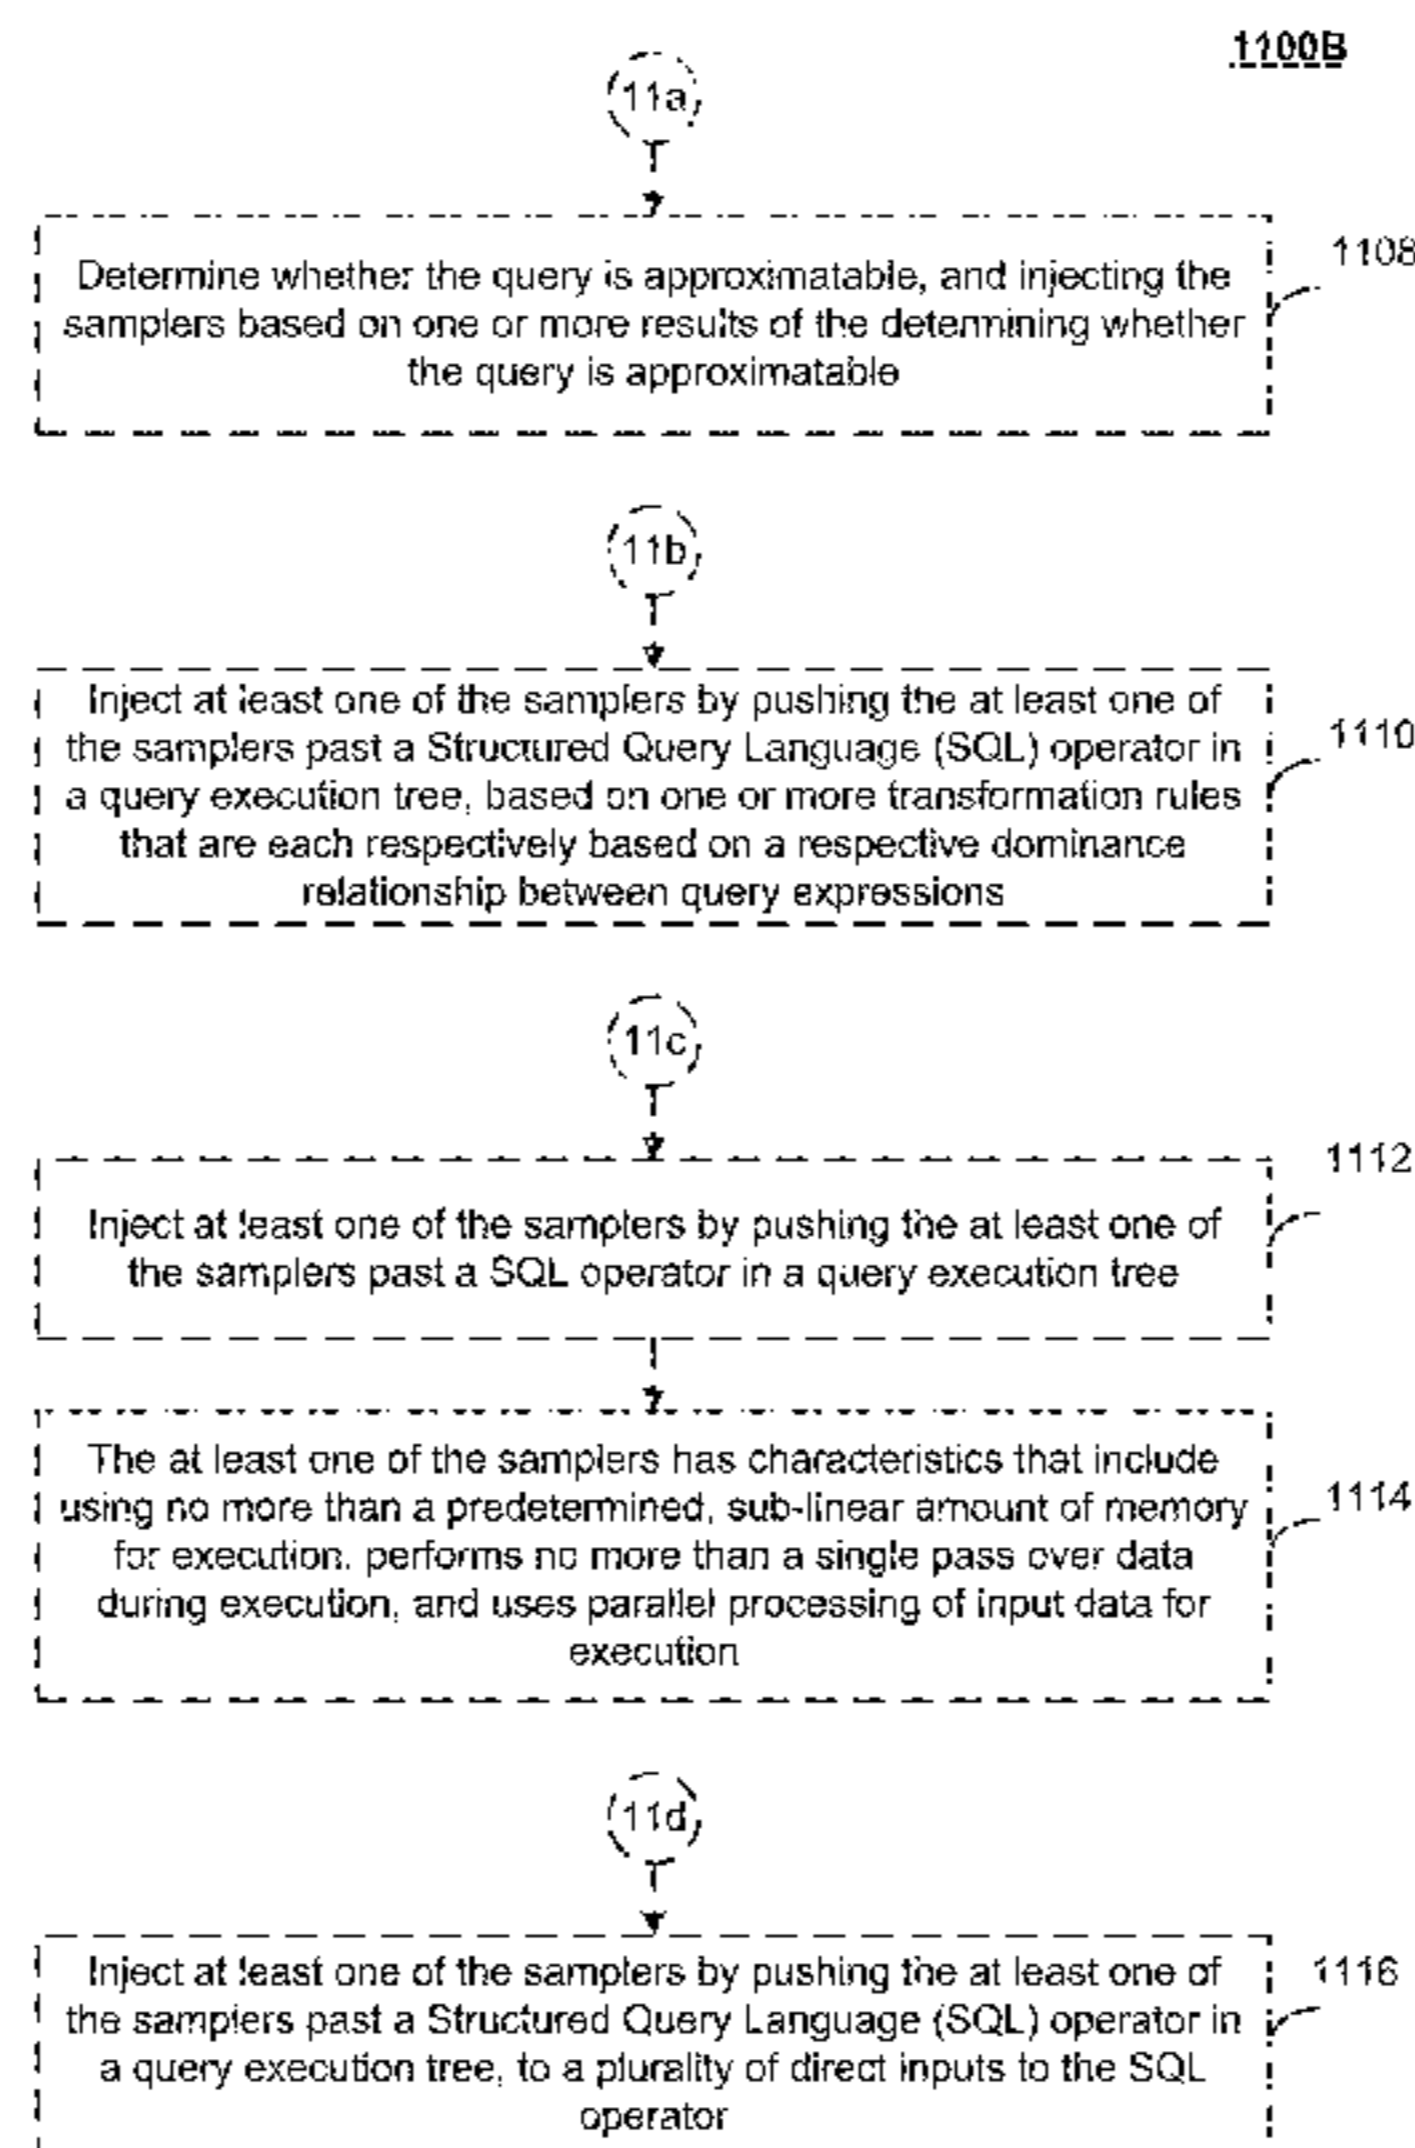 1100B
11a
Determine whether the query is approximatable, and injecting the
samplers based on one or more results of the determining whether
the query is approximatable
1108
11b
Inject at least one of the samplers by pushing the at least one of
the samplers past a Structured Query Language (SQL) operator in
a query execution tree, based on one or more transformation rules
that are each respectively based on a respective dominance
relationship between query expressions
1110
11c
Inject at least one of the samplers by pushing the at least one of
the samplers past a SQL operator in a query execution tree
1112
The at least one of the samplers has characteristics that include
using no more than a predetermined, sub-linear amount of memory
for execution, performs no more than a single pass over data
during execution, and uses parallel processing of input data for
execution
1114
11d
Inject at least one of the samplers by pushing the at least one of
the samplers past a Structured Query Language (SQL) operator in
a query execution tree, to a plurality of direct inputs to the SQL
operator
1116